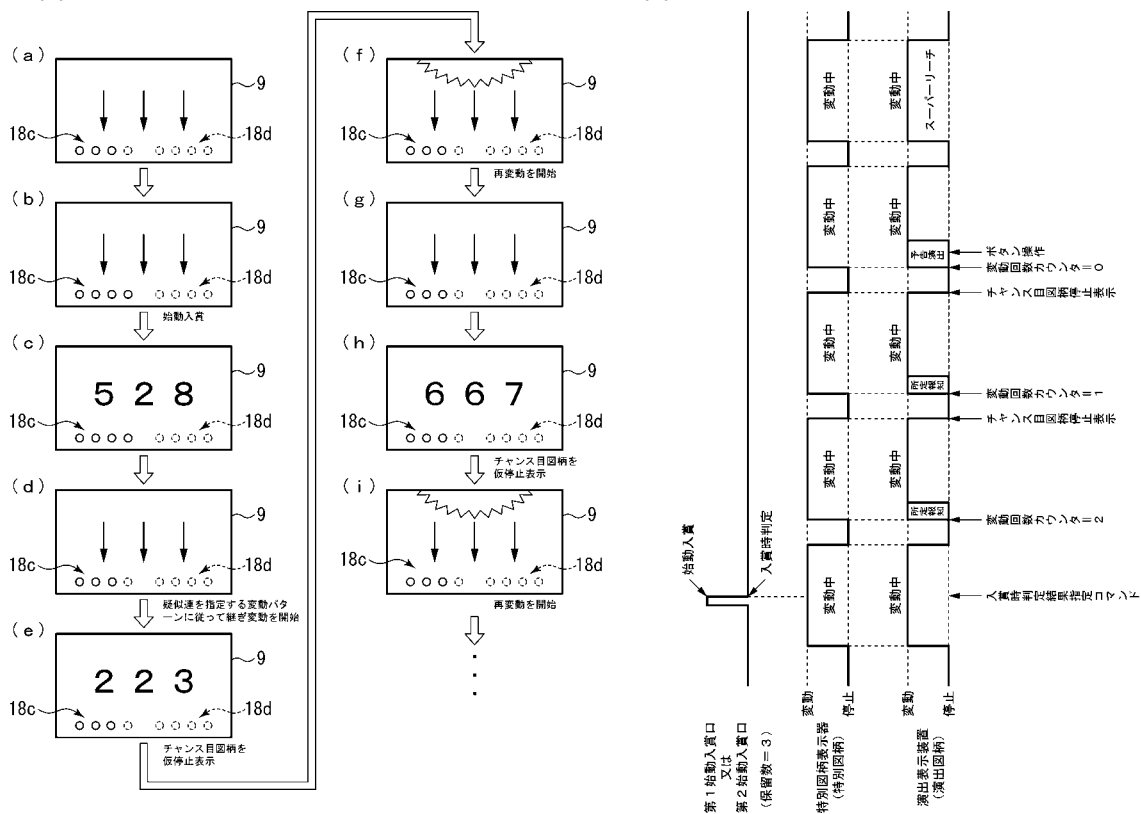 (a)
9
18c
18d
(b)
9
18c
18d
始動入賞
(c)
9
5 2 8
18c
18d
(d)
9
18c
18d
疑似連を指定する変動パタ
ーンに従って継ぎ変動を開始
(e)
9
2 2 3
18c
18d
チャンス目図柄を
仮停止表示
(f)
9
18c
18d
再変動を開始
(g)
9
18c
18d
(h)
9
6 6 7
18c
18d
チャンス目図柄を
仮停止表示
(i)
9
18c
18d
再変動を開始
第1始動入賞口
又は
第2始動入賞口
(保留数=3)
始動入賞
入賞時判定
特別図柄表示器
(特別図柄)
変動
停止
変動中
変動中
変動中
変動中
変動中
演出表示装置
(演出図柄)
変動
停止
変動中
変動中
変動中
変動中
変動中
所定報知
所定報知
予告演出
スーパーリーチ
入賞時判定結果指定コマンド
変動回数カウンタ=2
チャンス目図柄停止表示
変動回数カウンタ=1
チャンス目図柄停止表示
変動回数カウンタ=0
ボタン操作